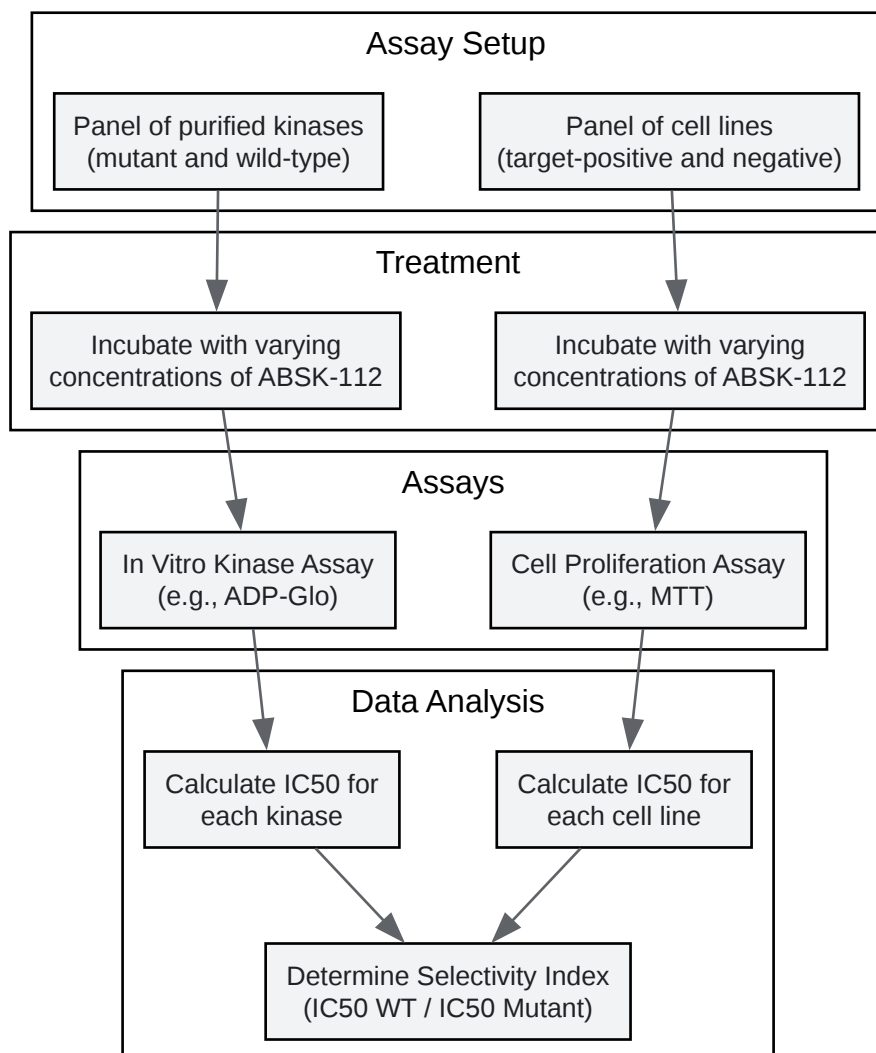 Assay Setup
Panel of purified kinases
(mutant and wild-type)
Panel of cell lines
(target-positive and negative)
Treatment
Incubate with varying
concentrations of ABSK-112
Incubate with varying
concentrations of ABSK-112
Assays
In Vitro Kinase Assay
(e.g., ADP-Glo)
Cell Proliferation Assay
(e.g., MTT)
Data Analysis
Calculate IC50 for
each kinase
Calculate IC50 for
each cell line
Determine Selectivity Index
(IC50 WT / IC50 Mutant)